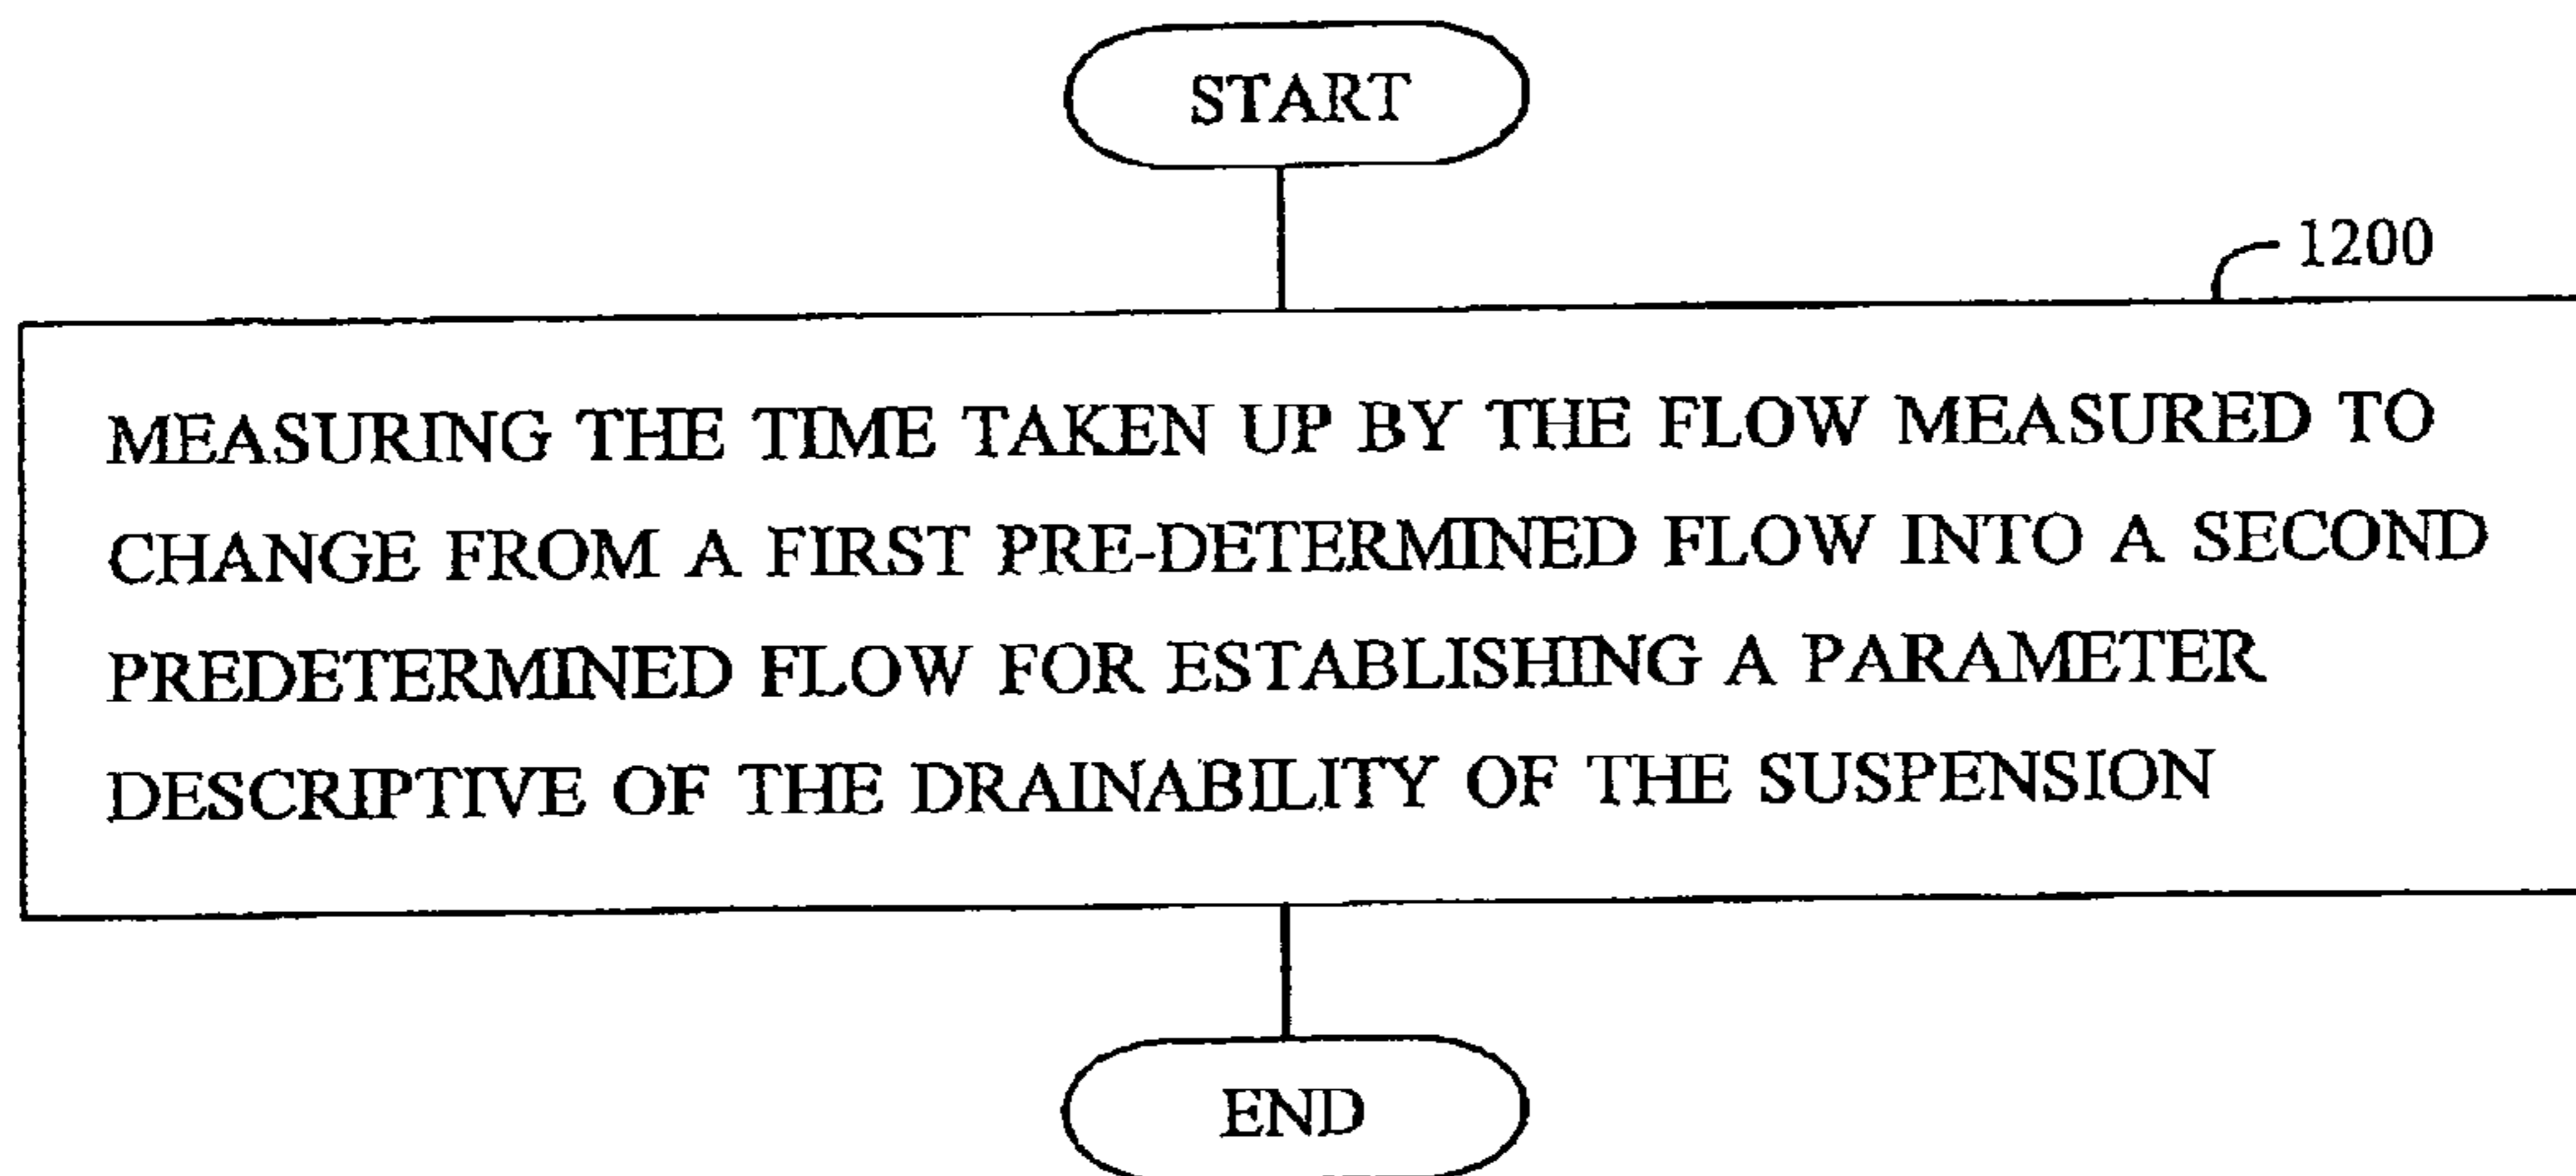 START
1200
MEASURING THE TIME TAKEN UP BY THE FLOW MEASURED TO
CHANGE FROM A FIRST PRE-DETERMINED FLOW INTO A SECOND
PREDETERMINED FLOW FOR ESTABLISHING A PARAMETER
DESCRIPTIVE OF THE DRAINABILITY OF THE SUSPENSION
END